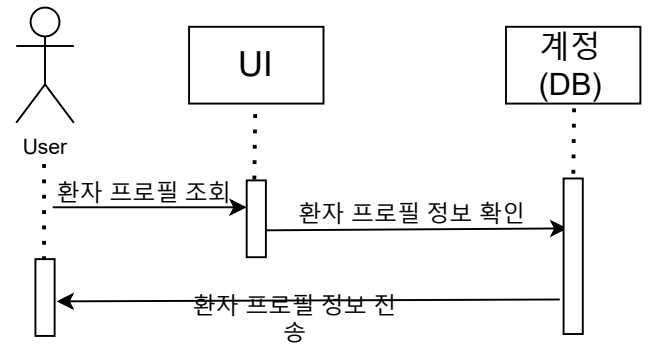 UI
계정
(DB)
User
환자 프로필 조회
환자 프로필 정보 확인
환자 프로필 정보 전
송